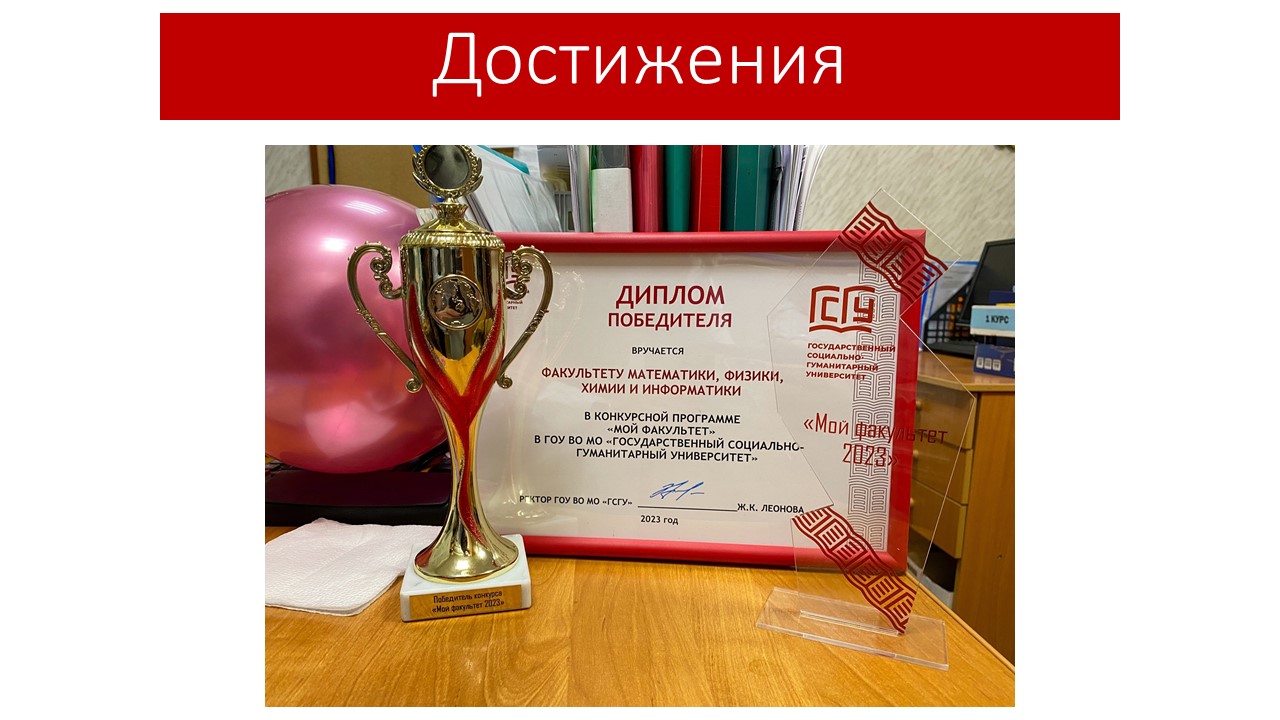 Достижения
ДИПЛОМ
ПОБЕДИТЕЛЯ
ВРУЧАЕТСЯ
ФАКУЛЬТЕТУ МАТЕМАТИКИ, ФИЗИКИ,
ХИМИИ И ИНФОРМАТИКИ
В КОНКУРСНОЙ ПРОГРАММЕ
«МОЙ ФАКУЛЬТЕТ»
В ГОУ ВО МО «ГОСУДАРСТВЕННЫЙ СОЦИАЛЬНО-
ГУМАНИТАРНЫЙ УНИВЕРСИТЕТ»
РЕКТОР ГОУ ВО МО «ГСГУ» Ж.К. ЛЕОНОВА
2023 год
ГСГУ
ГОСУДАРСТВЕННЫЙ
СОЦИАЛЬНО-
ГУМАНИТАРНЫЙ
УНИВЕРСИТЕТ
«Мой факультет
2023»
1 КУРС
Победитель конкурса
«Мой факультет 2023»